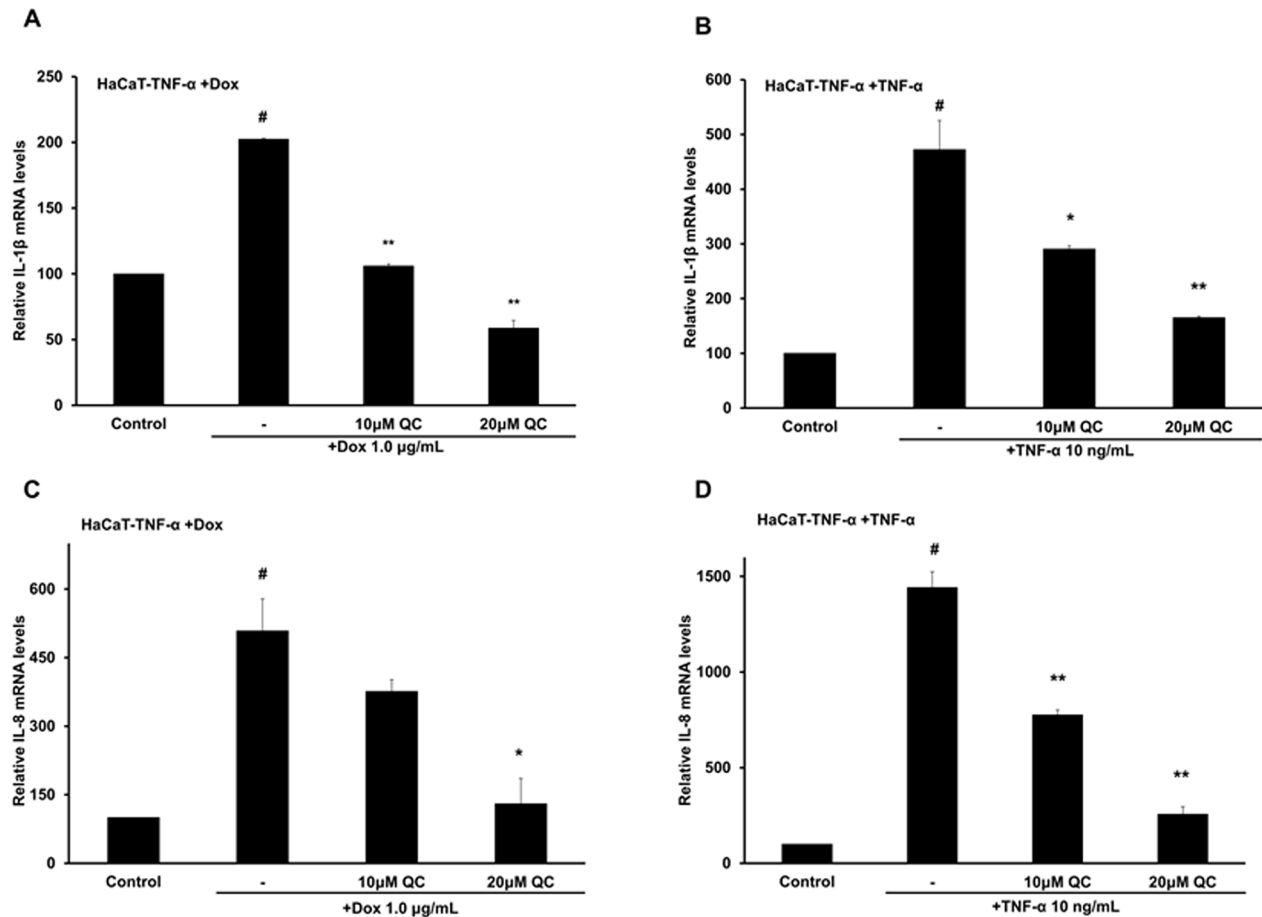 A
HaCaT-TNF-α +Dox
Relative IL-1β mRNA levels
250
200
150
100
50
0
#
**
**
Control
-
10µM QC
20µM QC
+Dox 1.0 µg/mL
B
HaCaT-TNF-α +TNF-α
Relative IL-1β mRNA levels
600
500
400
300
200
100
0
#
*
**
Control
-
10µM QC
20µM QC
+TNF-α 10 ng/mL
C
HaCaT-TNF-α +Dox
Relative IL-8 mRNA levels
600
450
300
150
0
#
*
Control
-
10µM QC
20µM QC
+Dox 1.0 µg/mL
D
HaCaT-TNF-α +TNF-α
Relative IL-8 mRNA levels
1500
1000
500
0
#
**
**
Control
-
10µM QC
20µM QC
+TNF-α 10 ng/mL